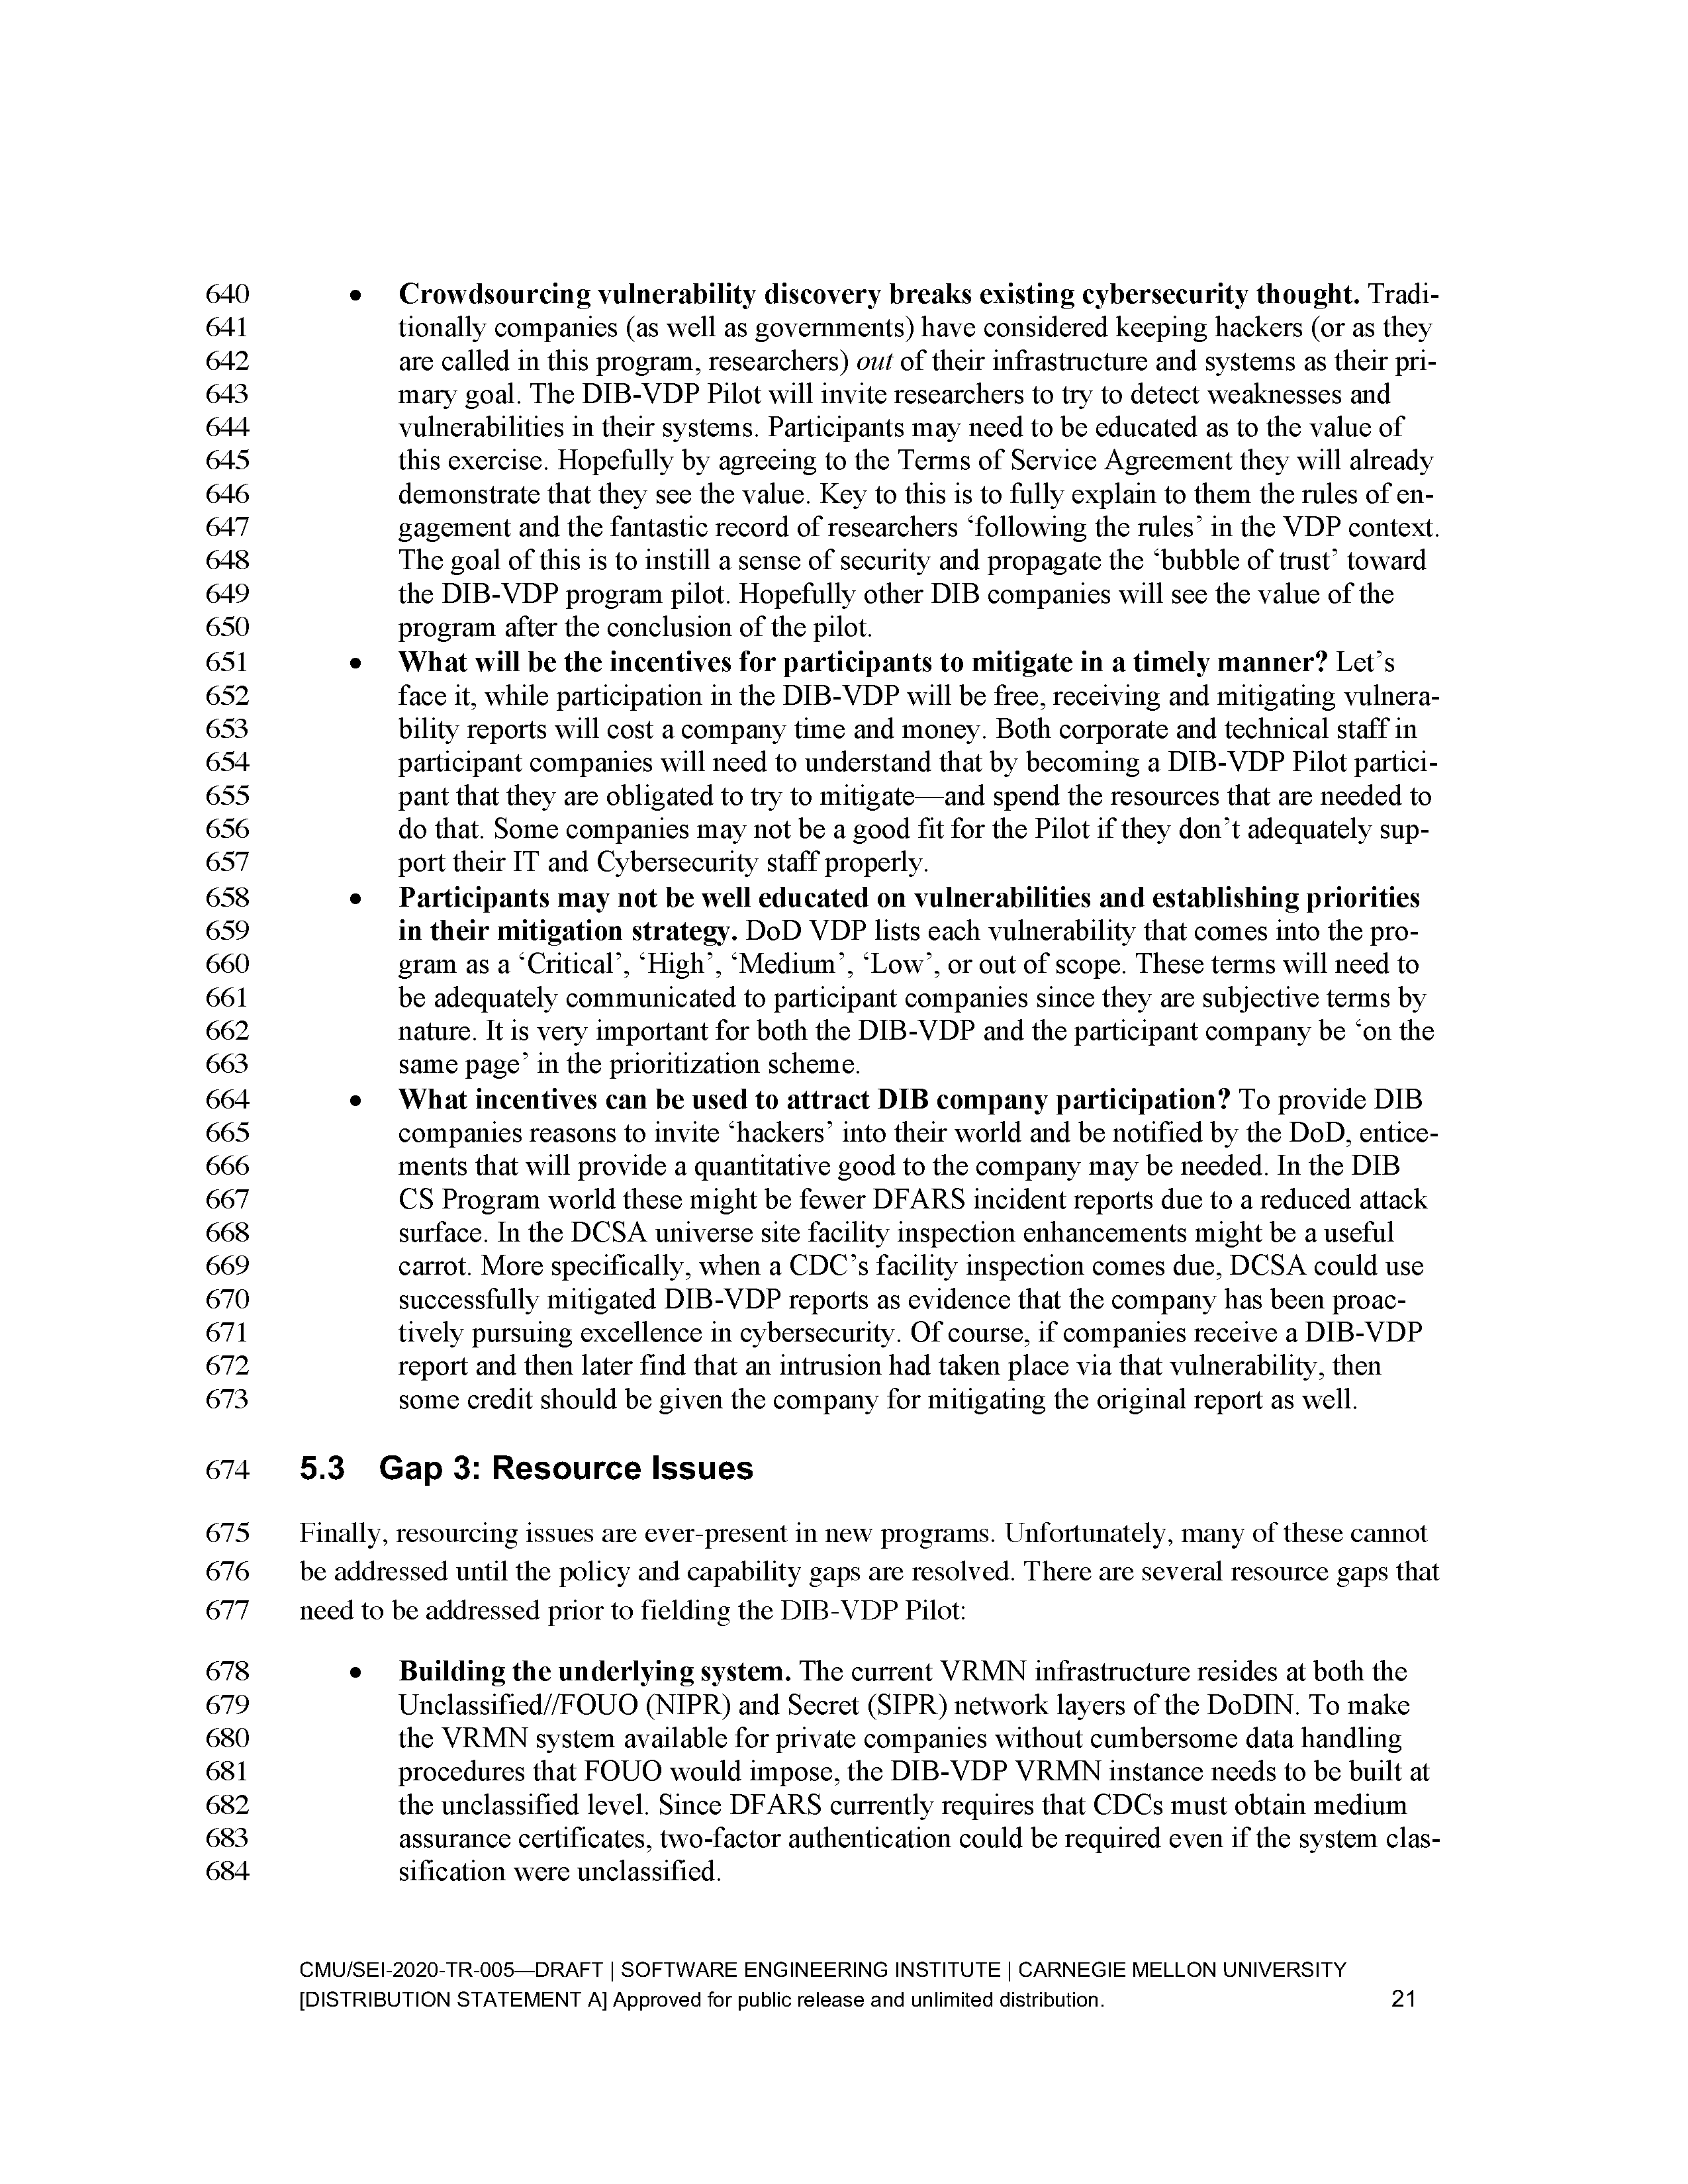 640 • Crowdsourcing vulnerability discovery breaks existing cybersecurity thought. Tradi-
641 tionally companies (as well as governments) have considered keeping hackers (or as they
642 are called in this program, researchers) out of their infrastructure and systems as their pri-
643 mary goal. The DIB-VDP Pilot will invite researchers to try to detect weaknesses and
644 vulnerabilities in their systems. Participants may need to be educated as to the value of
645 this exercise. Hopefully by agreeing to the Terms of Service Agreement they will already
646 demonstrate that they see the value. Key to this is to fully explain to them the rules of en-
647 gagement and the fantastic record of researchers ‘following the rules’ in the VDP context.
648 The goal of this is to instill a sense of security and propagate the ‘bubble of trust’ toward
649 the DIB-VDP program pilot. Hopefully other DIB companies will see the value of the
650 program after the conclusion of the pilot.
651 • What will be the incentives for participants to mitigate in a timely manner? Let’s
652 face it, while participation in the DIB-VDP will be free, receiving and mitigating vulnera-
653 bility reports will cost a company time and money. Both corporate and technical staff in
654 participant companies will need to understand that by becoming a DIB-VDP Pilot partici-
655 pant that they are obligated to try to mitigate—and spend the resources that are needed to
656 do that. Some companies may not be a good fit for the Pilot if they don’t adequately sup-
657 port their IT and Cybersecurity staff properly.
658 • Participants may not be well educated on vulnerabilities and establishing priorities
659 in their mitigation strategy. DoD VDP lists each vulnerability that comes into the pro-
660 gram as a ‘Critical’, ‘High’, ‘Medium’, ‘Low’, or out of scope. These terms will need to
661 be adequately communicated to participant companies since they are subjective terms by
662 nature. It is very important for both the DIB-VDP and the participant company be ‘on the
663 same page’ in the prioritization scheme.
664 • What incentives can be used to attract DIB company participation? To provide DIB
665 companies reasons to invite ‘hackers’ into their world and be notified by the DoD, entice-
666 ments that will provide a quantitative good to the company may be needed. In the DIB
667 CS Program world these might be fewer DFARS incident reports due to a reduced attack
668 surface. In the DCSA universe site facility inspection enhancements might be a useful
669 carrot. More specifically, when a CDC’s facility inspection comes due, DCSA could use
670 successfully mitigated DIB-VDP reports as evidence that the company has been proac-
671 tively pursuing excellence in cybersecurity. Of course, if companies receive a DIB-VDP
672 report and then later find that an intrusion had taken place via that vulnerability, then
673 some credit should be given the company for mitigating the original report as well.
674 5.3 Gap 3: Resource Issues
675 Finally, resourcing issues are ever-present in new programs. Unfortunately, many of these cannot
676 be addressed until the policy and capability gaps are resolved. There are several resource gaps that
677 need to be addressed prior to fielding the DIB-VDP Pilot:
678 • Building the underlying system. The current VRMN infrastructure resides at both the
679 Unclassified//FOUO (NIPR) and Secret (SIPR) network layers of the DoDIN. To make
680 the VRMN system available for private companies without cumbersome data handling
681 procedures that FOUO would impose, the DIB-VDP VRMN instance needs to be built at
682 the unclassified level. Since DFARS currently requires that CDCs must obtain medium
683 assurance certificates, two-factor authentication could be required even if the system clas-
684 sification were unclassified.
CMU/SEI-2020-TR-005—DRAFT | SOFTWARE ENGINEERING INSTITUTE | CARNEGIE MELLON UNIVERSITY
[DISTRIBUTION STATEMENT A] Approved for public release and unlimited distribution. 21